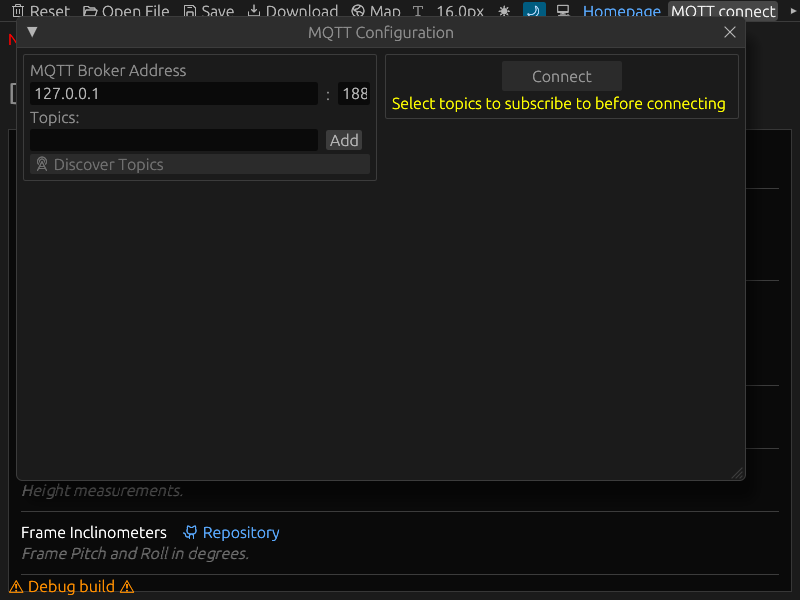 Reset Open File Save Download Map T 16.0px Homepage MQTT connect
MQTT Configuration
MQTT Broker Address
127.0.0.1 : 188
Topics:
Add
Discover Topics
Connect
Select topics to subscribe to before connecting
Height measurements.
Frame Inclinometers Repository
Frame Pitch and Roll in degrees.
Debug build